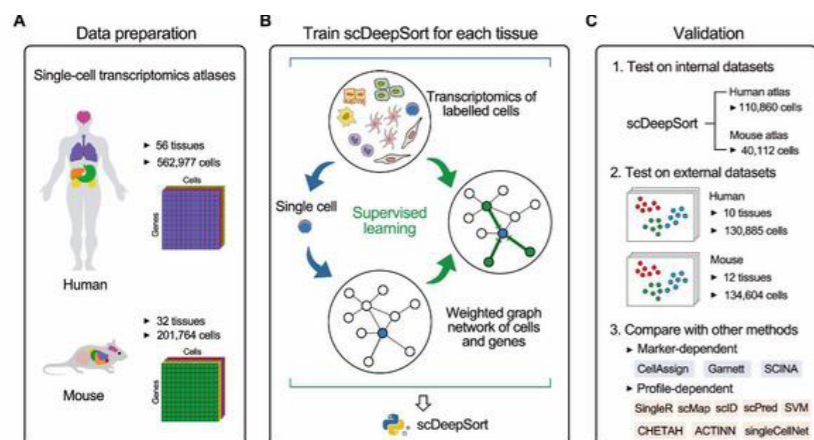 A
Data preparation
Single-cell transcriptomics atlases
► 56 tissues
► 562,977 cells
Cells
Genes
Human
► 32 tissues
► 201,764 cells
Cells
Genes
Mouse
B
Train scDeepSort for each tissue
Transcriptomics of
labelled cells
Single cell
Supervised
learning
Weighted graph
network of cells
and genes
scDeepSort
C
Validation
1. Test on internal datasets
Human atlas
► 110,860 cells
scDeepSort
Mouse atlas
► 40,112 cells
2. Test on external datasets
Human
► 10 tissues
► 130,885 cells
Mouse
► 12 tissues
► 134,604 cells
3. Compare with other methods
► Marker-dependent
CellAssign Garnett SCINA
► Profile-dependent
SingleR scMap scID scPred SVM
CHETAH ACTINN singleCellNet